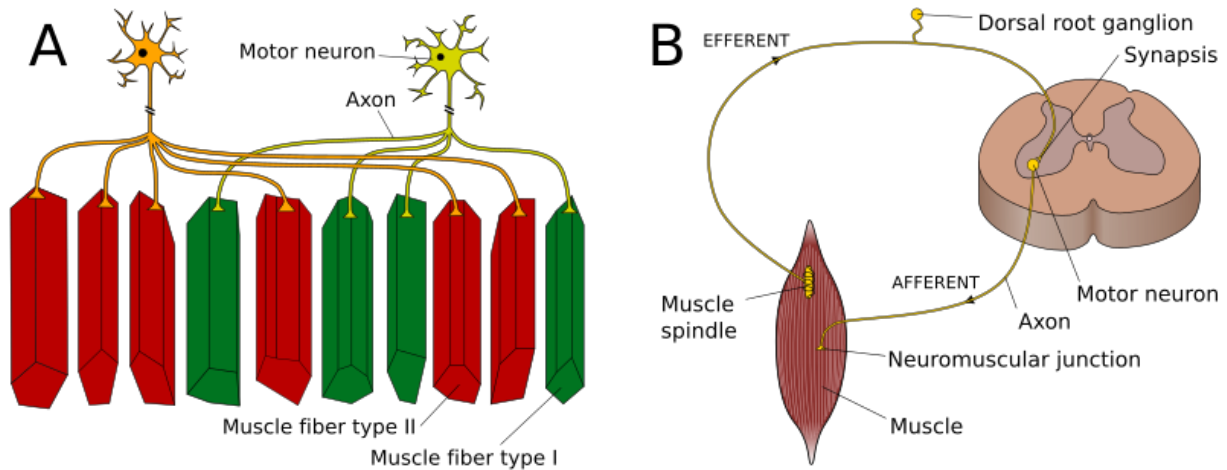 A
Motor neuron
Axon
Muscle fiber type II
Muscle fiber type I
B
EFFERENT
Dorsal root ganglion
Synapsis
AFFERENT
Motor neuron
Axon
Muscle
spindle
Neuromuscular junction
Muscle